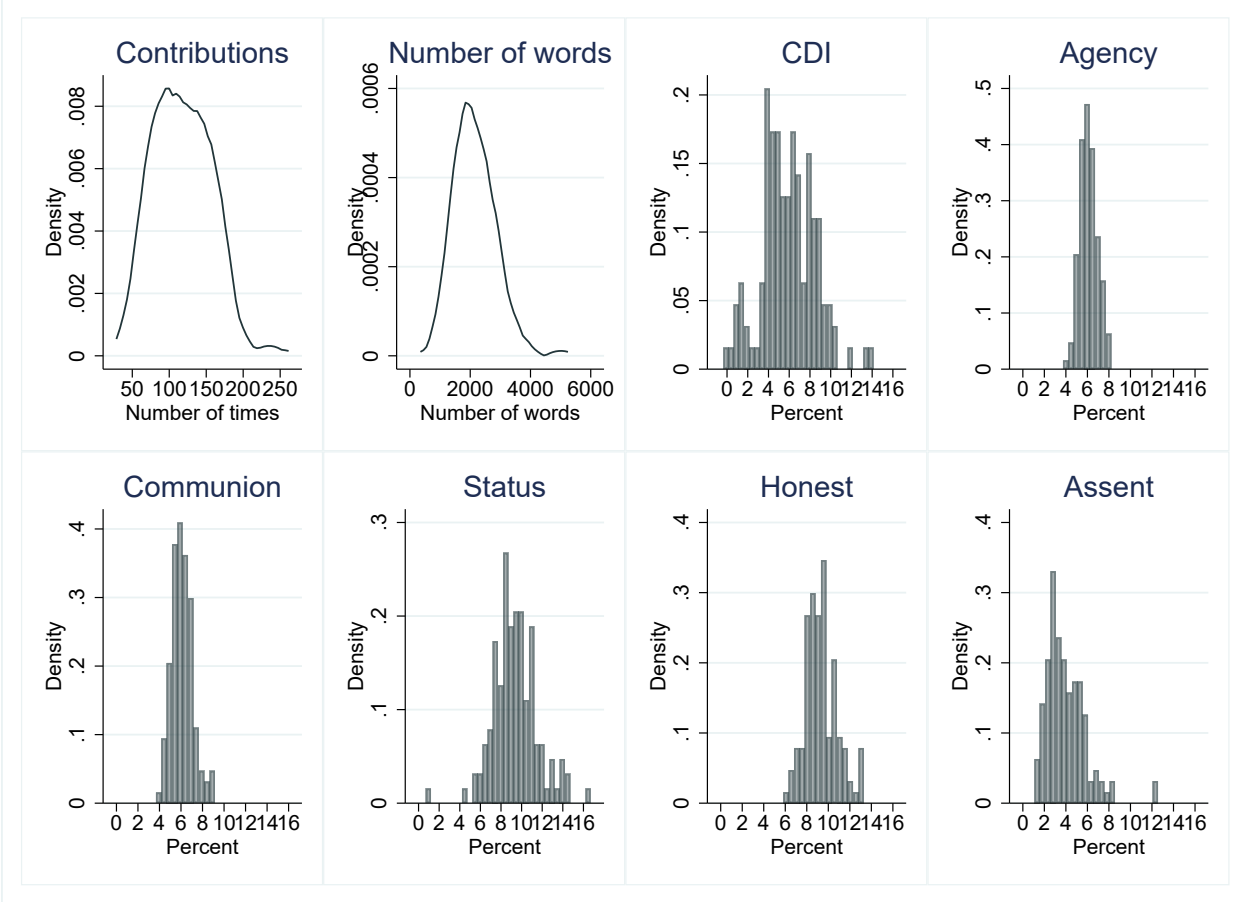 Contributions
Density
0 .002 .004 .006 .008
50 100 150 200 250
Number of times
Number of words
Density
0 .0002 .0004 .0006
0 2000 4000 6000
Number of words
CDI
Density
0 .05 .1 .15 .2
0 2 4 6 8 10 12 14 16
Percent
Agency
Density
0 .1 .2 .3 .4 .5
0 2 4 6 8 10 12 14 16
Percent
Communion
Density
0 .1 .2 .3 .4
0 2 4 6 8 10 12 14 16
Percent
Status
Density
0 .1 .2 .3
0 2 4 6 8 10 12 14 16
Percent
Honest
Density
0 .1 .2 .3 .4
0 2 4 6 8 10 12 14 16
Percent
Assent
Density
0 .1 .2 .3 .4
0 2 4 6 8 10 12 14 16
Percent